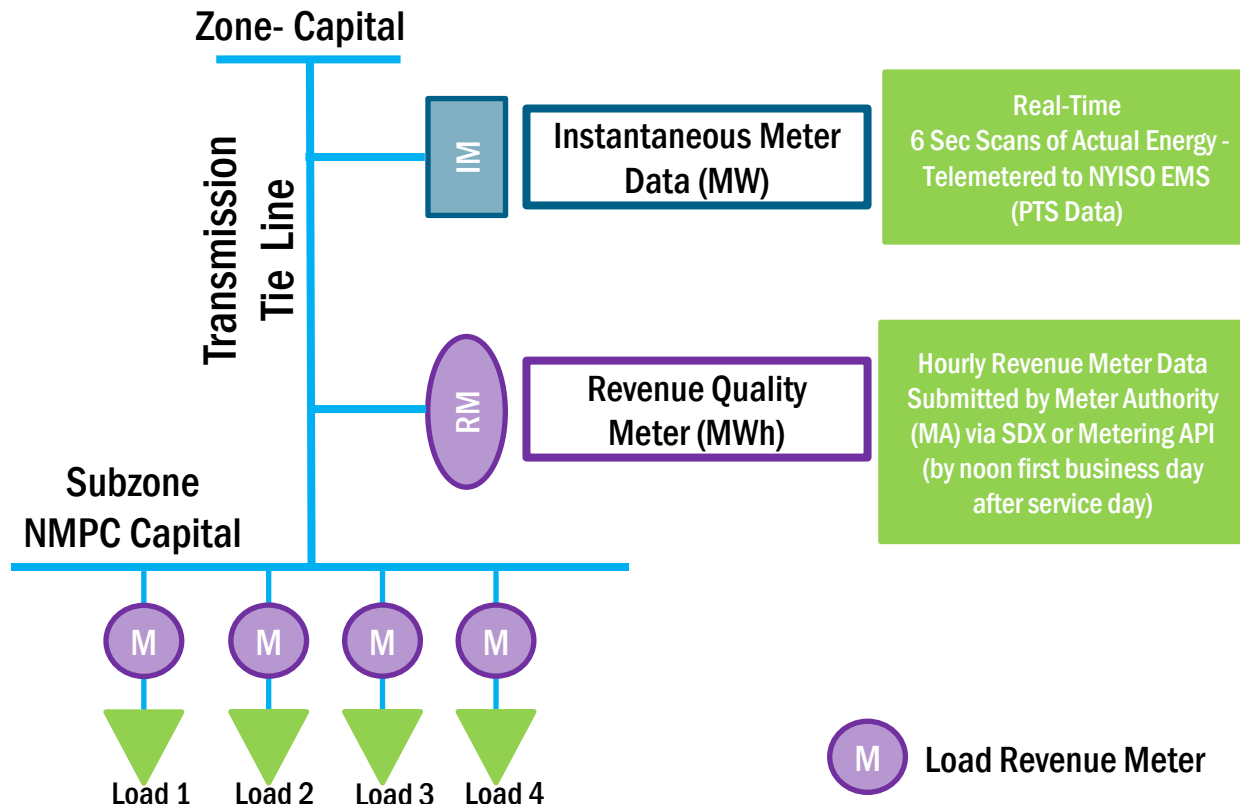 Zone- Capital
Transmission
Tie Line
IM
Instantaneous Meter
Data (MW)
Real-Time
6 Sec Scans of Actual Energy -
Telemetered to NYISO EMS
(PTS Data)
RM
Revenue Quality
Meter (MWh)
Hourly Revenue Meter Data
Submitted by Meter Authority
(MA) via SDX or Metering API
(by noon first business day
after service day)
Subzone
NMPC Capital
M
M
M
M
Load 1
Load 2
Load 3
Load 4
M
Load Revenue Meter